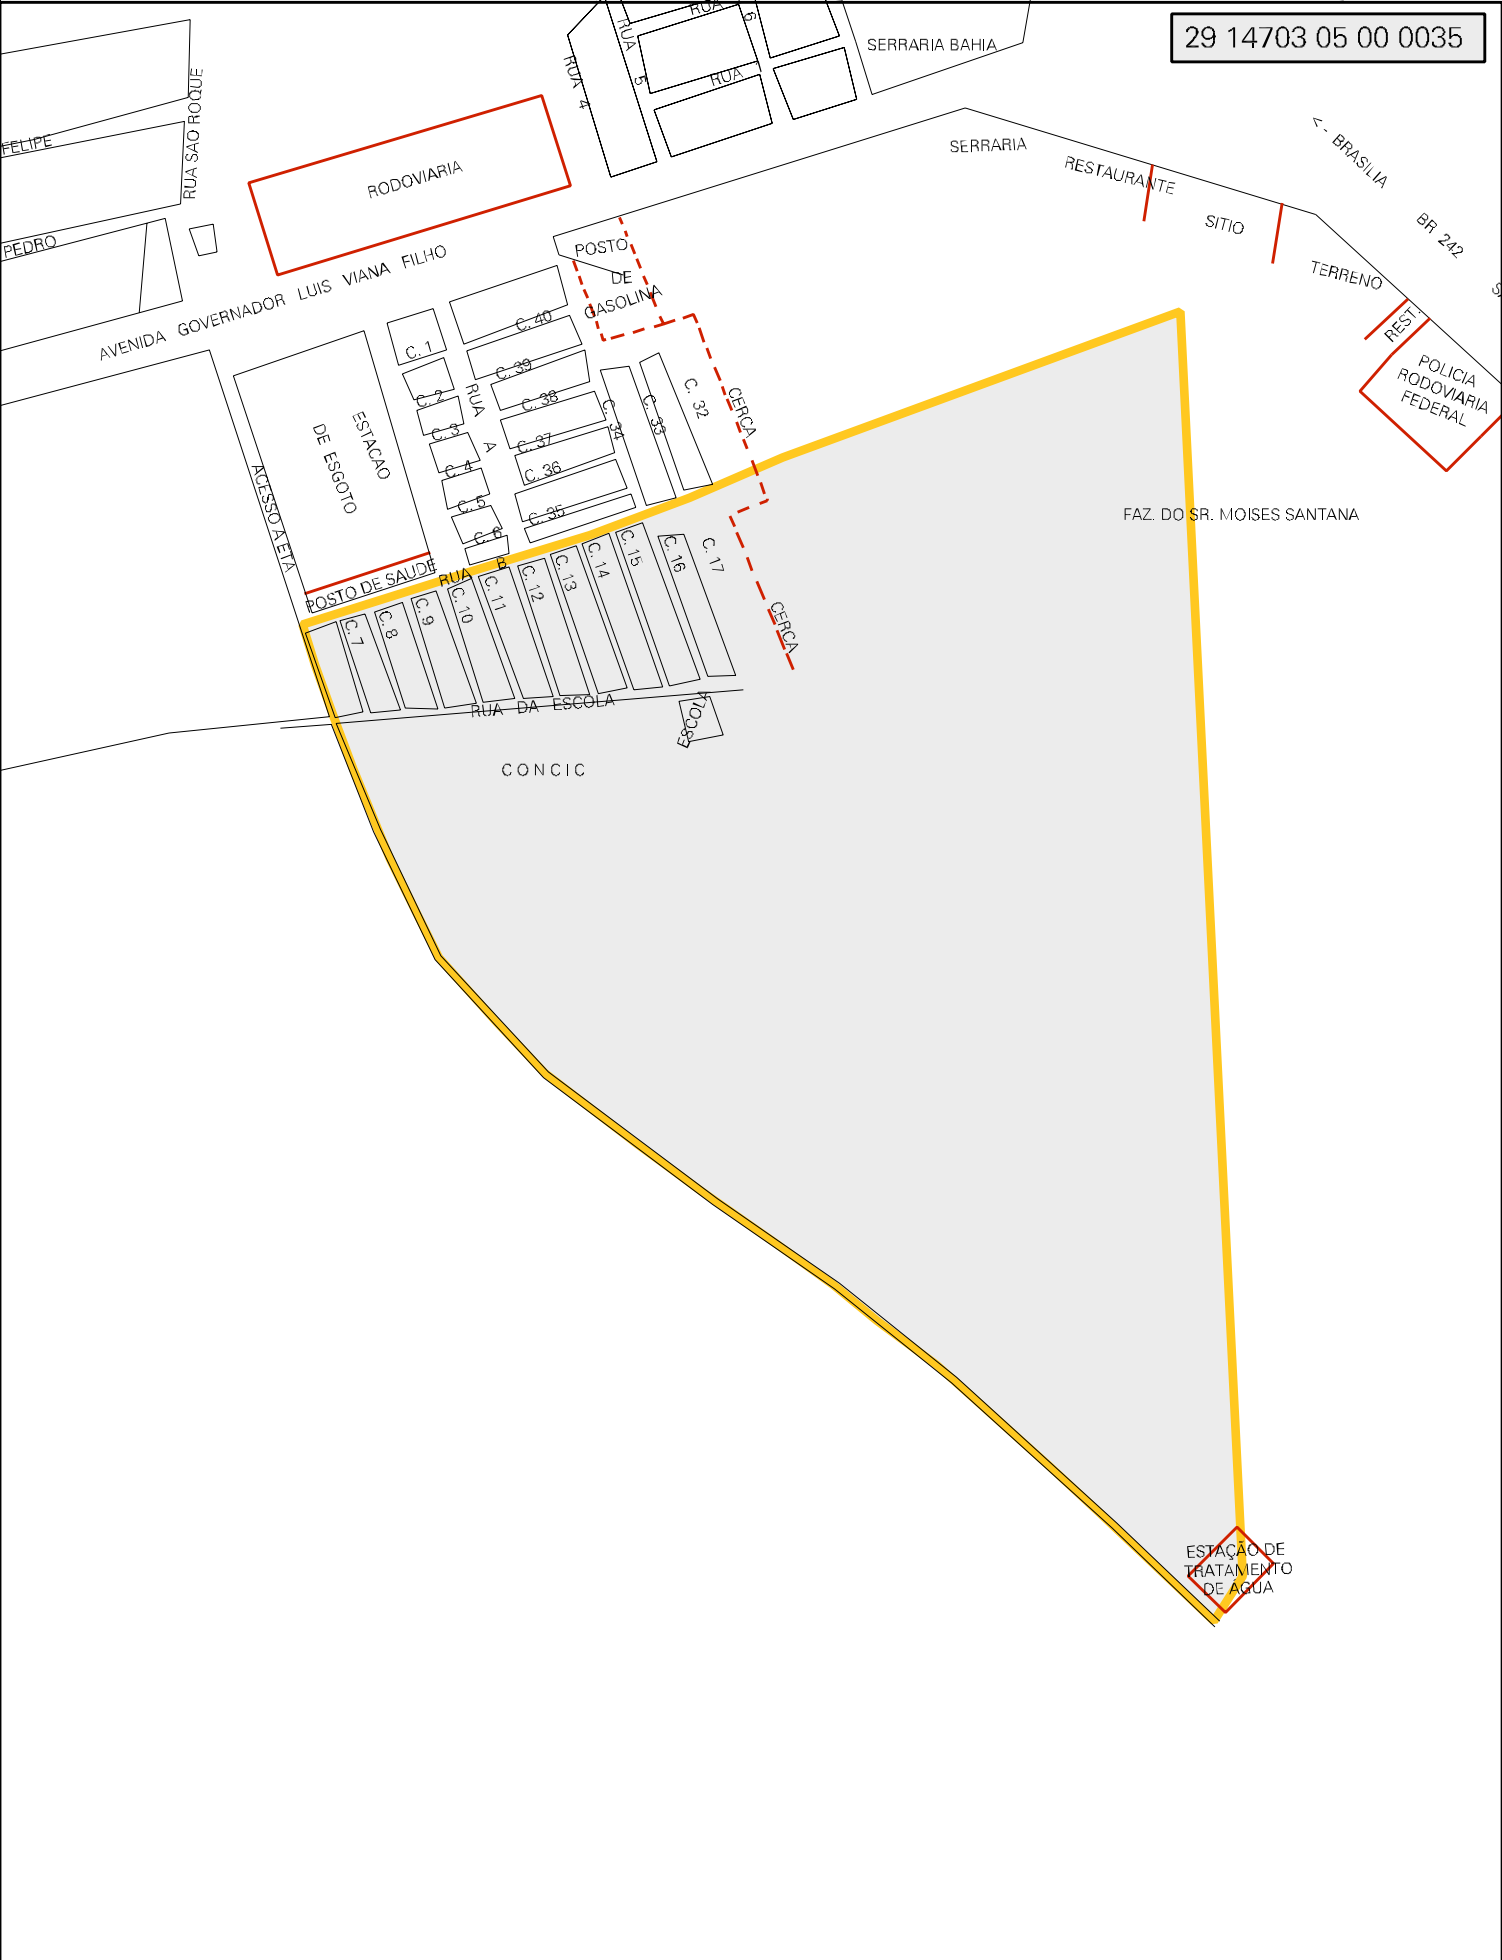 29 14703 05 00 0035
RUA
6
RUA
5
RUA
RUA 4
SERRARIA BAHIA
RUA SAO ROQUE
FELIPE
PEDRO
RODOVIARIA
SERRARIA
RESTAURANTE
SITIO
<- BRASILIA
BR 242
TERRENO
REST.
POLICIA
RODOVIARIA
FEDERAL
AVENIDA GOVERNADOR LUIS VIANA FILHO
POSTO
DE
GASOLINA
C. 40
C. 1
C. 39
C. 2
C. 38
C. 3
C. 37
C. 4
C. 36
C. 5
C. 35
C. 6
RUA A
C. 34
C. 33
C. 32
CERCA
ESTACAO
DE ESGOTO
ACESSO A ETA
POSTO DE SAUDE
RUA B
C. 7
C. 8
C. 9
C. 10
C. 11
C. 12
C. 13
C. 14
C. 15
C. 16
C. 17
CERCA
FAZ. DO SR. MOISES SANTANA
RUA DA ESCOLA
ESCOLA
CONCIC
ESTAÇÃO DE
TRATAMENTO
DE ÁGUA